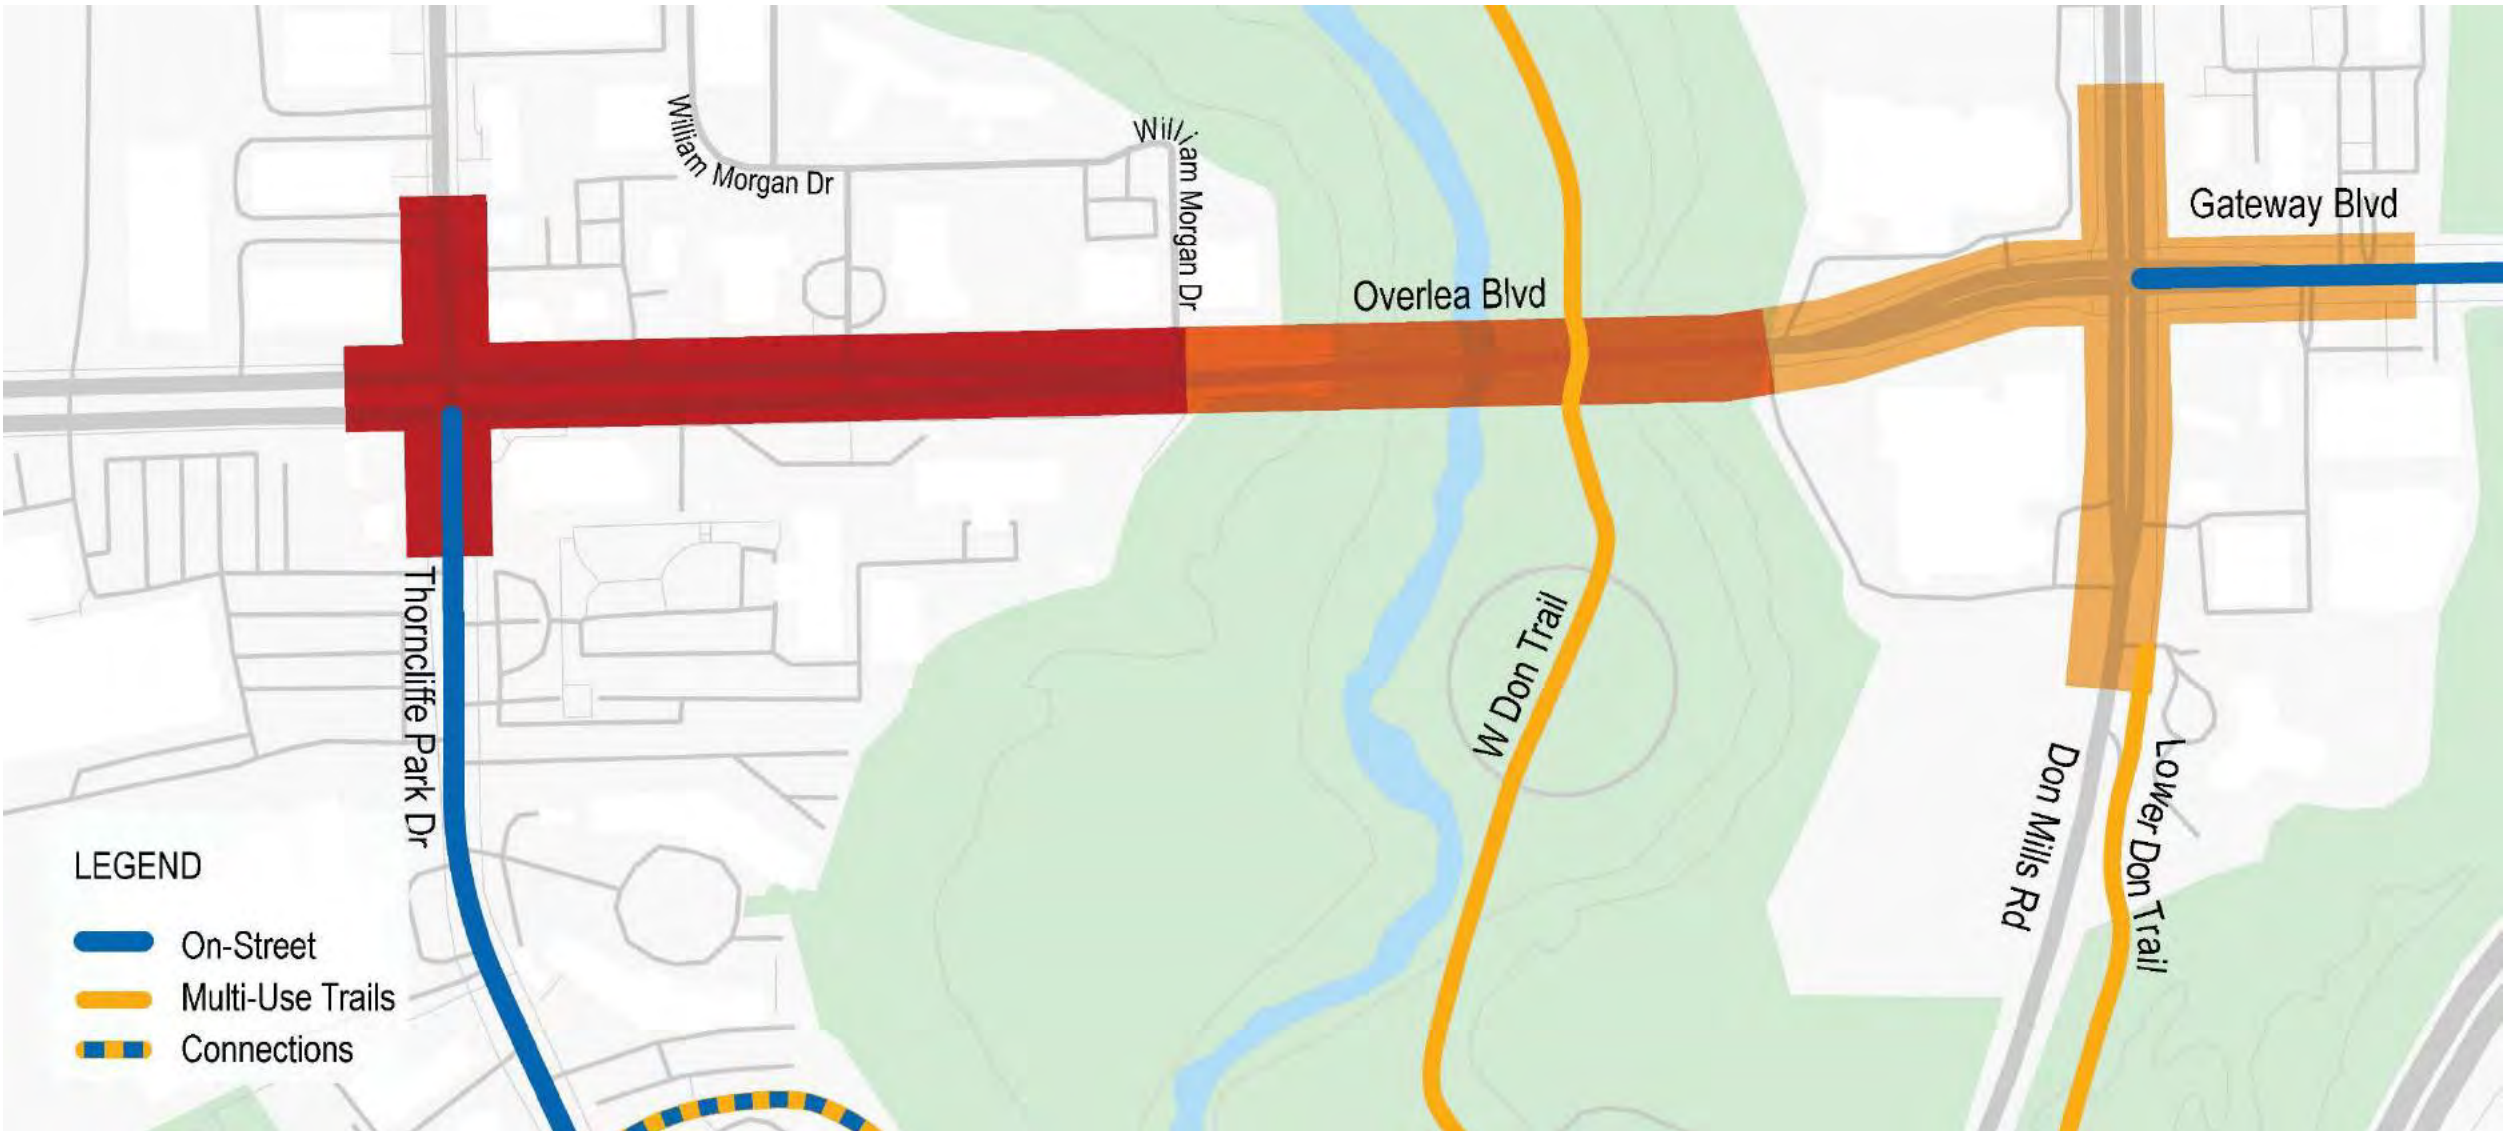 William Morgan Dr
William Morgan Dr
Gateway Blvd
Overlea Blvd
Thorncliffe Park Dr
W Don Trail
Don Mills Rd
Lower Don Trail
LEGEND
On-Street
Multi-Use Trails
Connections